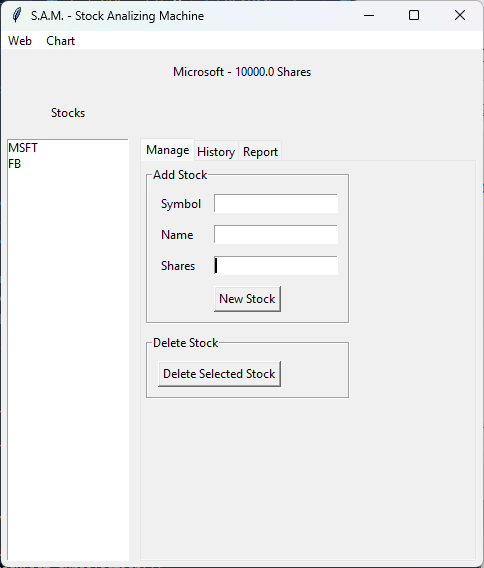 S.A.M. - Stock Analizing Machine
Web Chart
Microsoft - 10000.0 Shares
Stocks
MSFT
FB
Manage History Report
Add Stock
Symbol
Name
Shares
New Stock
Delete Stock
Delete Selected Stock